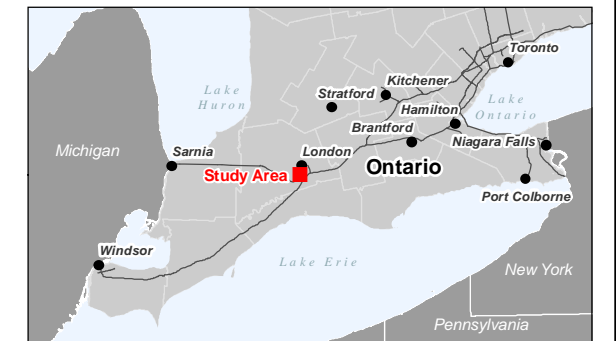 Toronto
Kitchener
Lake
Huron
Stratford
Hamilton
Lake
Ontario
Brantford
Niagara Falls
Michigan
Sarnia
London
Ontario
Study Area
Port Colborne
Windsor
Lake Erie
New York
Pennsylvania